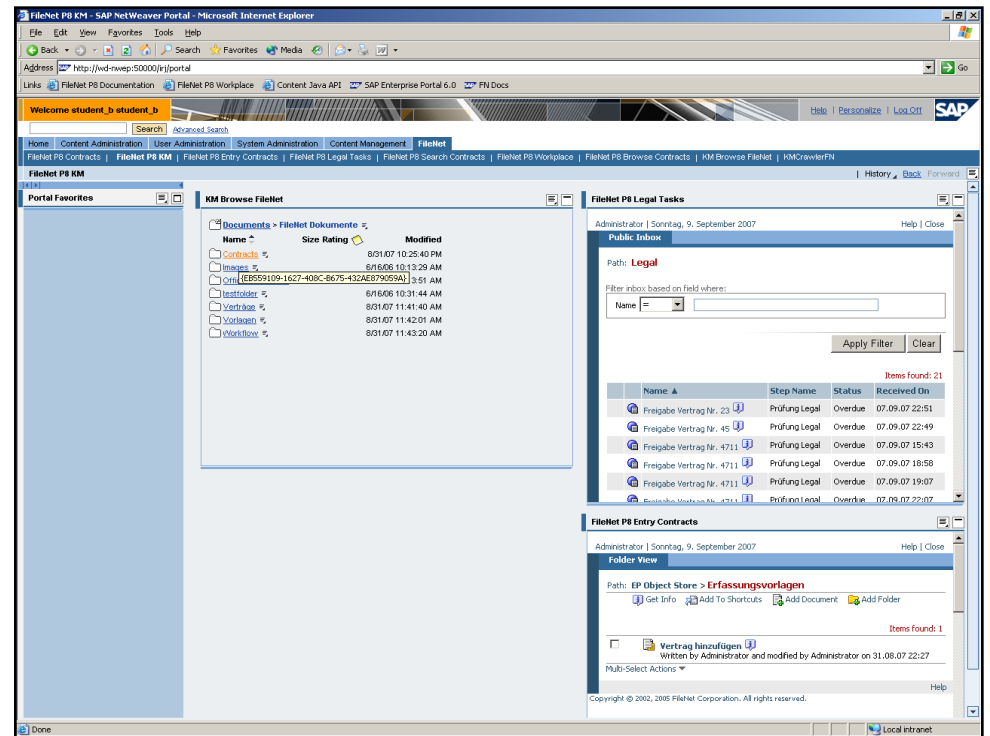 FileNet P8 KM - SAP NetWeaver Portal - Microsoft Internet Explorer
File Edit View Favorites Tools Help
Back Search Favorites Media
Address http://wd-nwep:50000/irj/portal Go
Links FileNet P8 Documentation FileNet P8 Workplace Content Java API SAP Enterprise Portal 6.0 FN Docs
Welcome student_b student_b Help | Personalize | Log Off SAP
Search Advanced Search
Home Content Administration User Administration System Administration Content Management FileNet
FileNet P8 Contracts | FileNet P8 KM | FileNet P8 Entry Contracts | FileNet P8 Legal Tasks | FileNet P8 Search Contracts | FileNet P8 Workplace | FileNet P8 Browse Contracts | KM Browse FileNet | KMCrawlerFN
FileNet P8 KM | History Back Forward
Portal Favorites
KM Browse FileNet
Documents > FileNet Dokumente
Name Size Rating Modified
Contracts 8/31/07 10:25:40 PM
Images 6/16/06 10:13:29 AM
Offi {EB559109-1627-408C-B675-432AE879059A} 3:51 AM
testfolder 6/16/06 10:31:44 AM
Verträge 8/31/07 11:41:40 AM
Vorlagen 8/31/07 11:42:01 AM
Workflow 8/31/07 11:43:20 AM
FileNet P8 Legal Tasks
Administrator | Sonntag, 9. September 2007 Help | Close
Public Inbox
Path: Legal
Filter inbox based on field where:
Name =
Apply Filter Clear
Items found: 21
Name Step Name Status Received On
Freigabe Vertrag Nr. 23 Prüfung Legal Overdue 07.09.07 22:51
Freigabe Vertrag Nr. 45 Prüfung Legal Overdue 07.09.07 22:49
Freigabe Vertrag Nr. 4711 Prüfung Legal Overdue 07.09.07 15:43
Freigabe Vertrag Nr. 4711 Prüfung Legal Overdue 07.09.07 18:58
Freigabe Vertrag Nr. 4711 Prüfung Legal Overdue 07.09.07 19:07
Freigabe Vertrag Nr. 4711 Prüfung Legal Overdue 07.09.07 22:07
FileNet P8 Entry Contracts
Administrator | Sonntag, 9. September 2007 Help | Close
Folder View
Path: EP Object Store > Erfassungsvorlagen
Get Info Add To Shortcuts Add Document Add Folder
Items found: 1
Vertrag hinzufügen
Written by Administrator and modified by Administrator on 31.08.07 22:27
Multi-Select Actions
Help
Copyright © 2002, 2005 FileNet Corporation. All rights reserved.
Done Local intranet